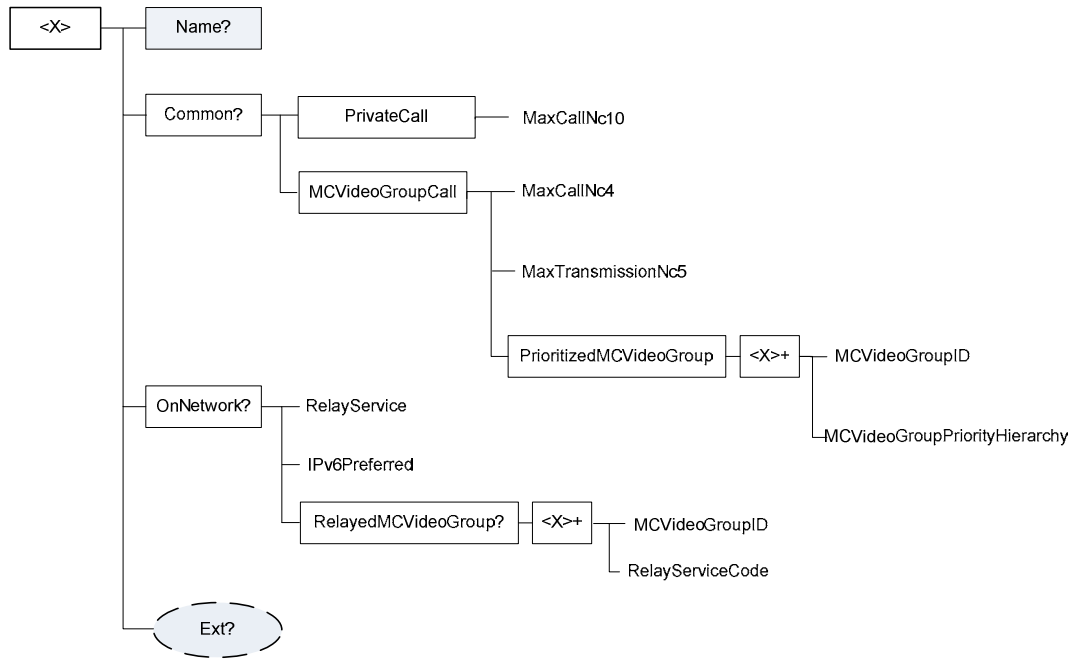 <X>
Name?
Common?
PrivateCall
MaxCallNc10
MCVideoGroupCall
MaxCallNc4
MaxTransmissionNc5
PrioritizedMCVideoGroup
<X>+
MCVideoGroupID
MCVideoGroupPriorityHierarchy
OnNetwork?
RelayService
IPv6Preferred
RelayedMCVideoGroup?
<X>+
MCVideoGroupID
RelayServiceCode
Ext?